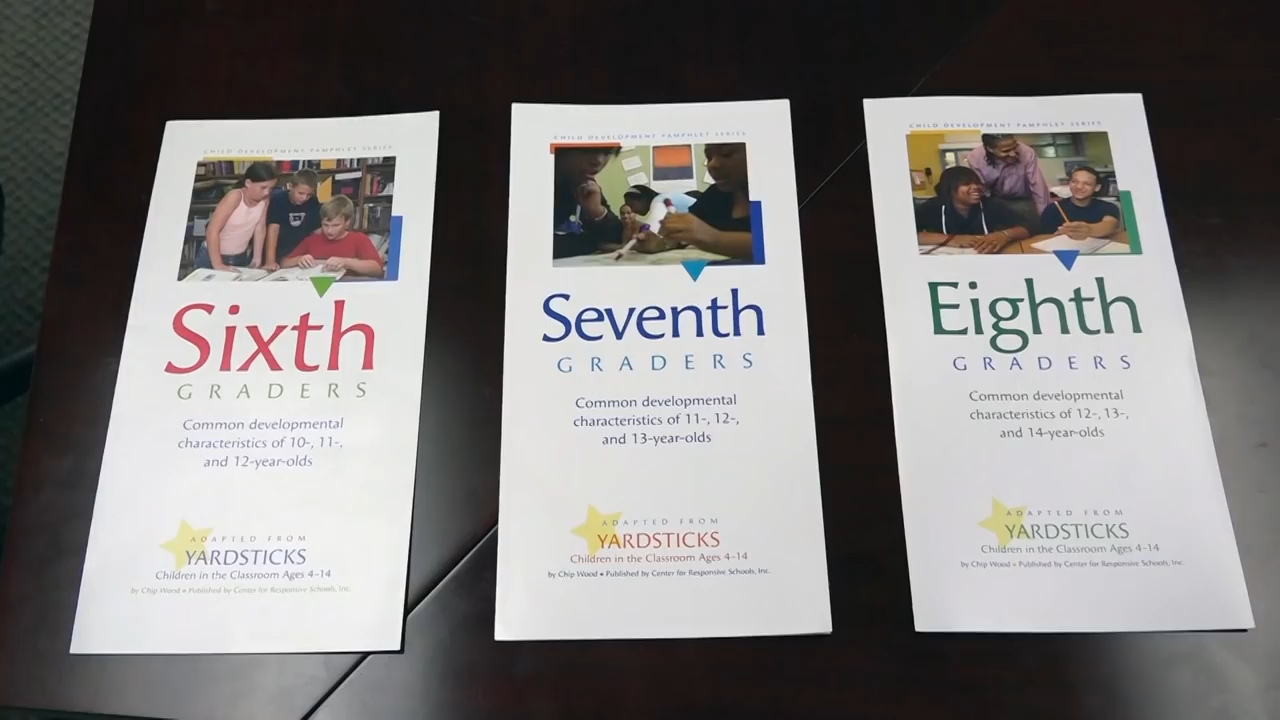 CHILD DEVELOPMENT PAMPHLET SERIES
Sixth
GRADERS
Common developmental
characteristics of 10-, 11-,
and 12-year-olds
ADAPTED FROM
YARDSTICKS
Children in the Classroom Ages 4–14
by Chip Wood • Published by Center for Responsive Schools, Inc.
CHILD DEVELOPMENT PAMPHLET SERIES
Seventh
GRADERS
Common developmental
characteristics of 11-, 12-,
and 13-year-olds
ADAPTED FROM
YARDSTICKS
Children in the Classroom Ages 4–14
by Chip Wood • Published by Center for Responsive Schools, Inc.
CHILD DEVELOPMENT PAMPHLET SERIES
Eighth
GRADERS
Common developmental
characteristics of 12-, 13-,
and 14-year-olds
ADAPTED FROM
YARDSTICKS
Children in the Classroom Ages 4–14
by Chip Wood • Published by Center for Responsive Schools, Inc.